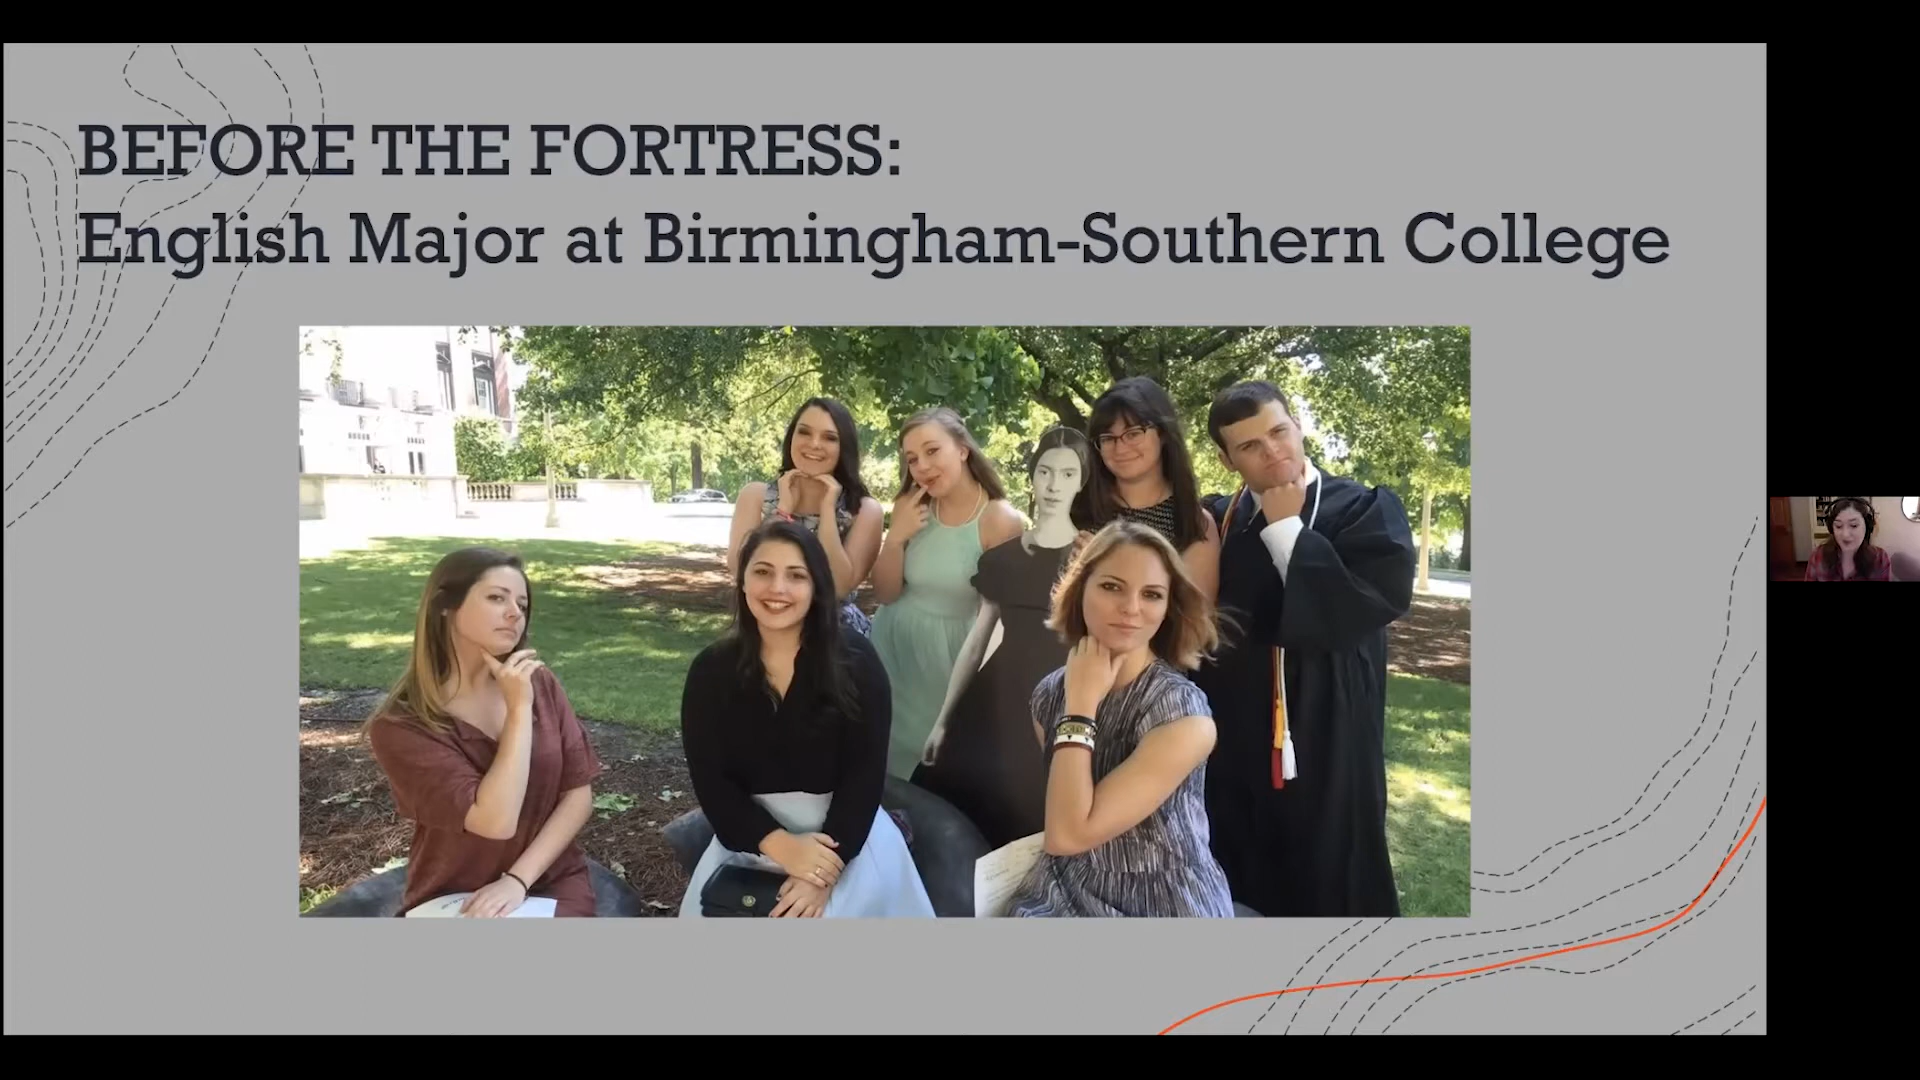 BEFORE THE FORTRESS:
English Major at Birmingham-Southern College